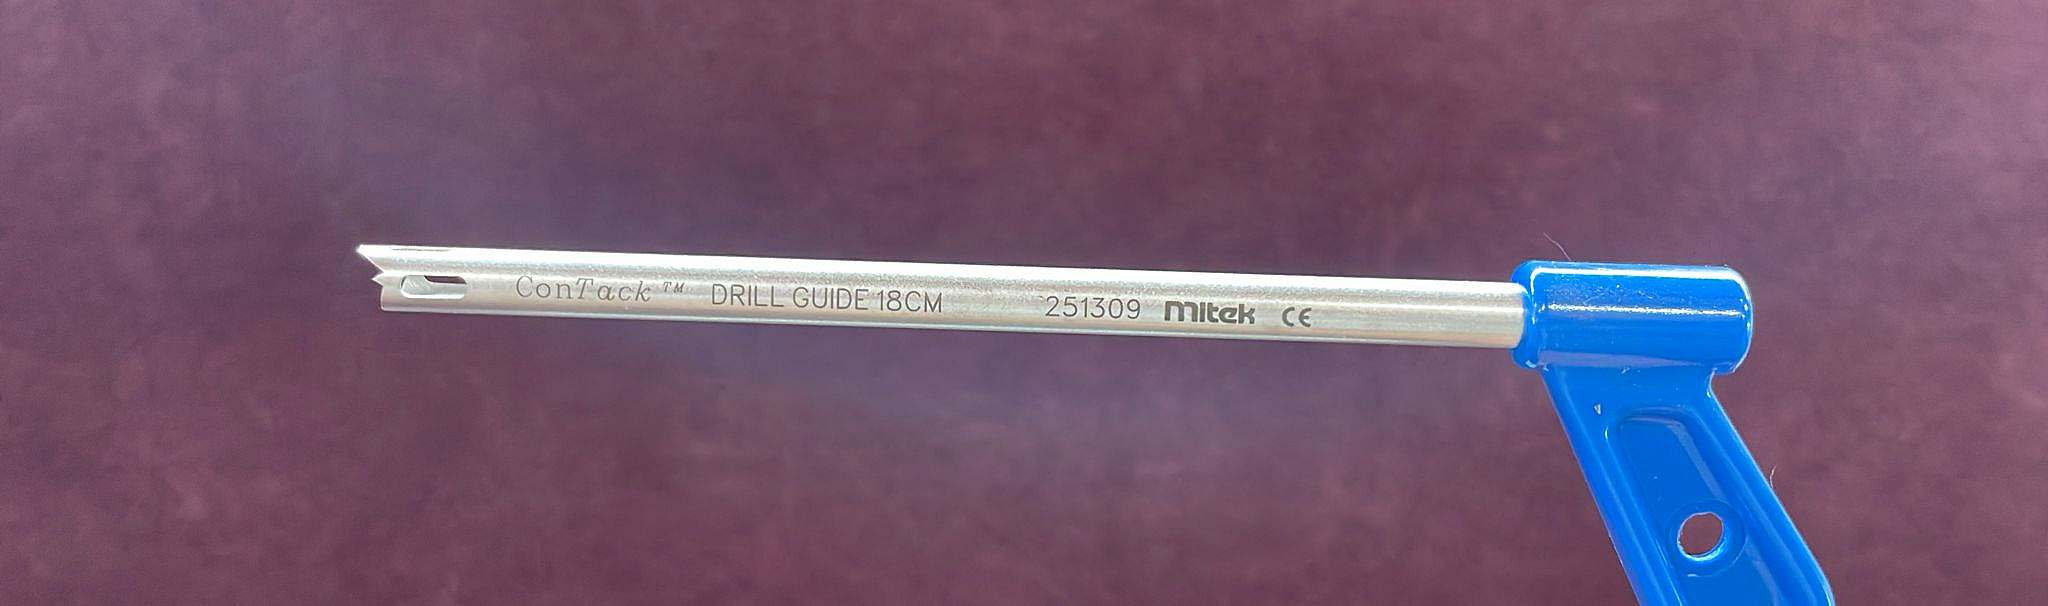 ConTack™ DRILL GUIDE 18CM 251309 mitek CE